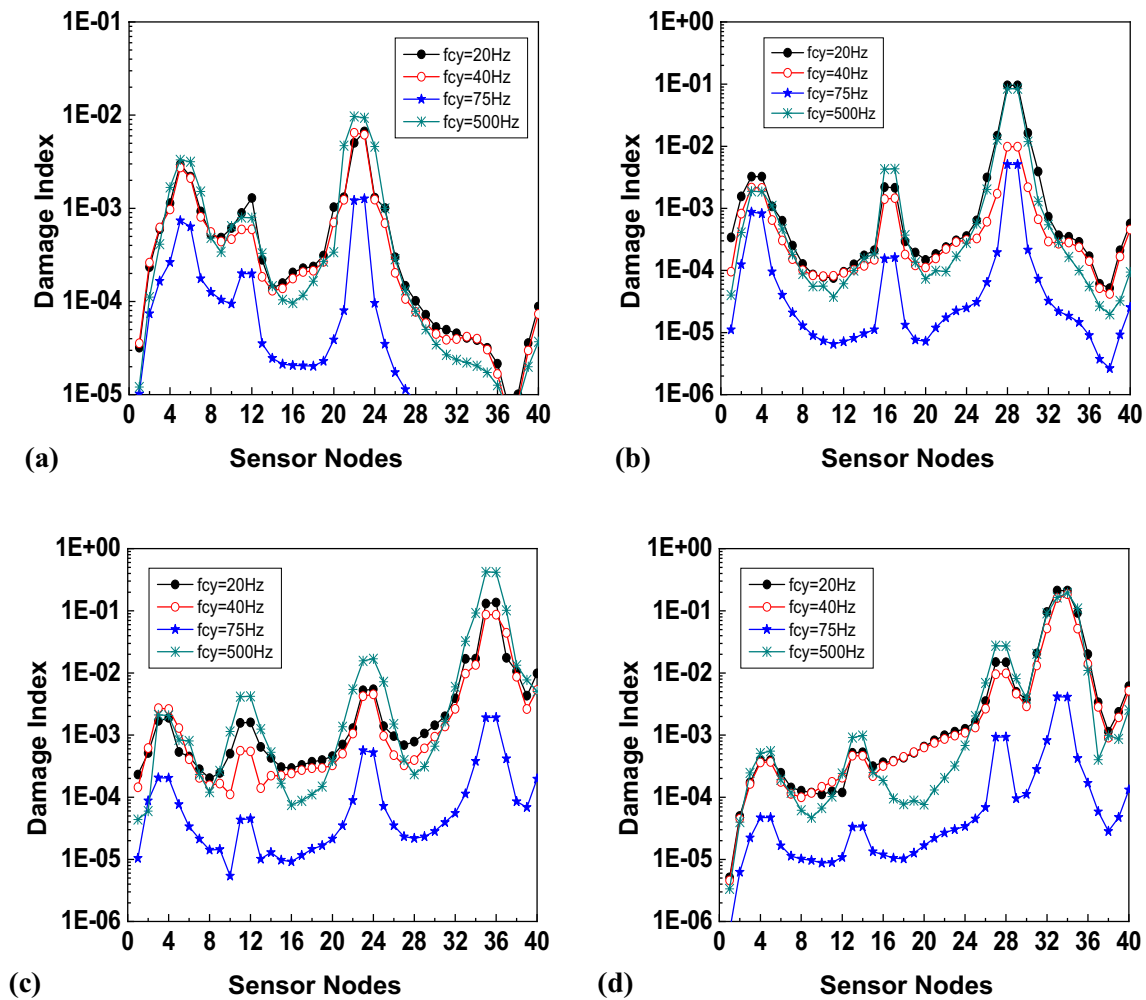 1E-01
1E-02
1E-03
1E-04
1E-05
Damage Index
fcy=20Hz
fcy=40Hz
fcy=75Hz
fcy=500Hz
0 4 8 12 16 20 24 28 32 36 40
Sensor Nodes
(a)
1E+00
1E-01
1E-02
1E-03
1E-04
1E-05
1E-06
Damage Index
fcy=20Hz
fcy=40Hz
fcy=75Hz
fcy=500Hz
0 4 8 12 16 20 24 28 32 36 40
Sensor Nodes
(b)
1E+00
1E-01
1E-02
1E-03
1E-04
1E-05
1E-06
Damage Index
fcy=20Hz
fcy=40Hz
fcy=75Hz
fcy=500Hz
0 4 8 12 16 20 24 28 32 36 40
Sensor Nodes
(c)
1E+00
1E-01
1E-02
1E-03
1E-04
1E-05
1E-06
Damage Index
fcy=20Hz
fcy=40Hz
fcy=75Hz
fcy=500Hz
0 4 8 12 16 20 24 28 32 36 40
Sensor Nodes
(d)